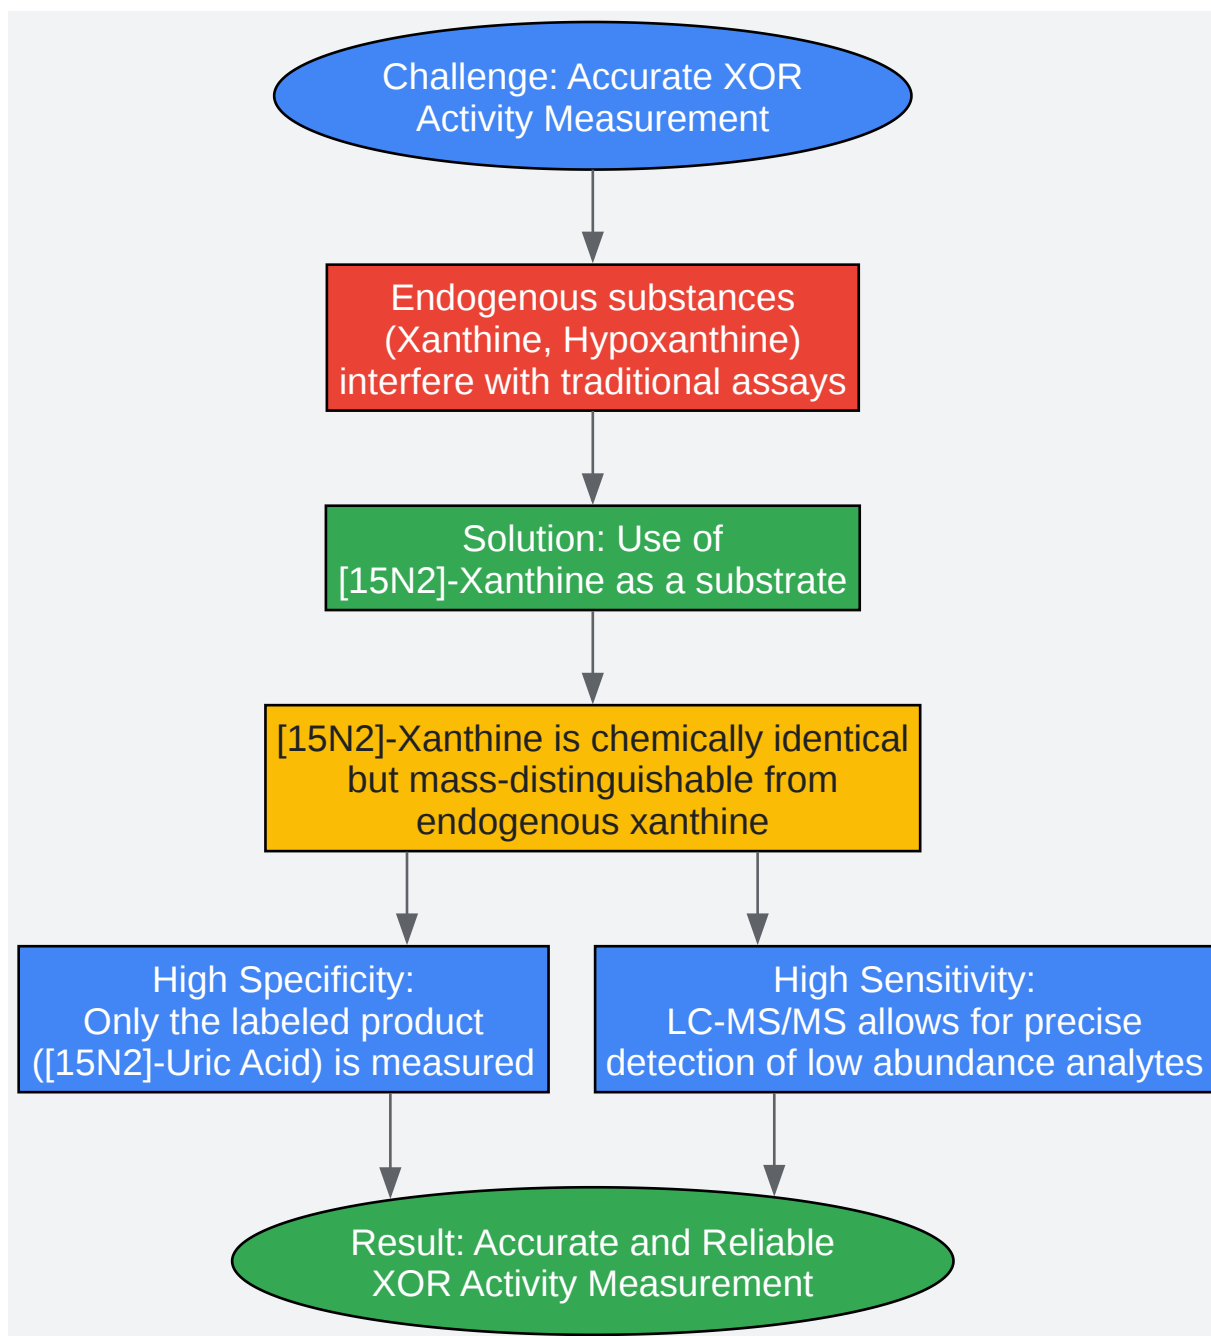 Challenge: Accurate XOR
Activity Measurement
Endogenous substances
(Xanthine, Hypoxanthine)
interfere with traditional assays
Solution: Use of
[15N2]-Xanthine as a substrate
[15N2]-Xanthine is chemically identical
but mass-distinguishable from
endogenous xanthine
High Specificity:
Only the labeled product
([15N2]-Uric Acid) is measured
High Sensitivity:
LC-MS/MS allows for precise
detection of low abundance analytes
Result: Accurate and Reliable
XOR Activity Measurement